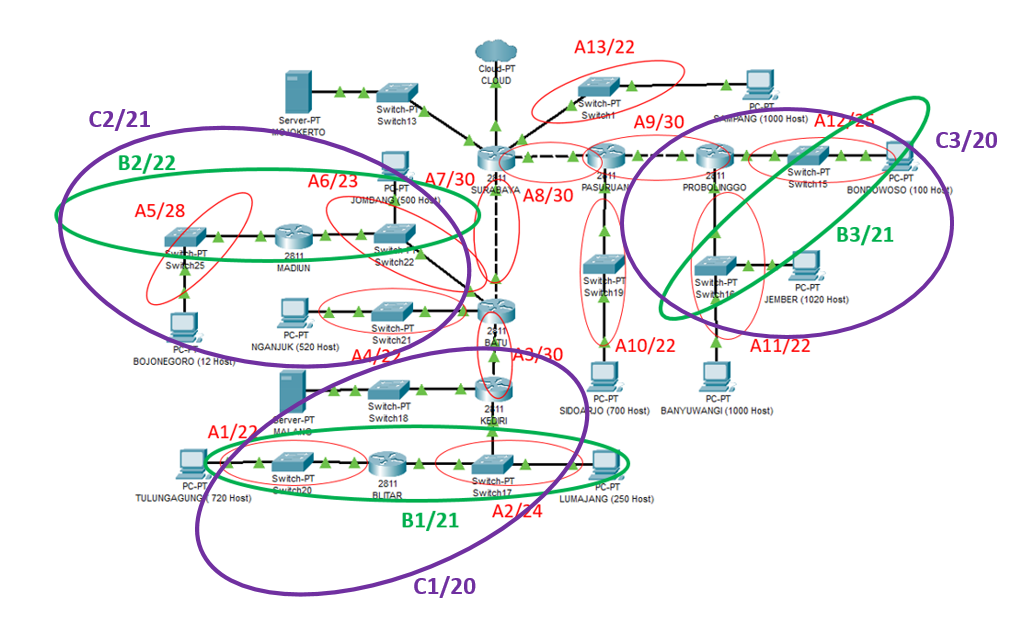 A13/22
Cloud-PT
CLOUD
Switch-PT
Switch13
Server-PT
MOJOKERTO
Switch-PT
Switch1
PC-PT
SAMPANG (1000 Host)
C2/21
B2/22
A9/30
A12/25
C3/20
A6/23
A7/30
PC-PT
JOMBANG (500 Host)
2811
SURABAYA
A8/30
2811
PASURUAN
2811
PROBOLINGGO
Switch-PT
Switch15
PC-PT
BONDOWOSO (100 Host)
A5/28
B3/21
Switch-PT
Switch25
2811
MADIUN
Switch-PT
Switch22
Switch-PT
Switch19
Switch-PT
Switch16
PC-PT
JEMBER (1020 Host)
PC-PT
BOJONEGORO (12 Host)
PC-PT
NGANJUK (520 Host)
Switch-PT
Switch21
2811
BATU
A4/22
A3/30
A10/22
A11/22
Server-PT
MALANG
Switch-PT
Switch18
2811
KEDIRI
PC-PT
SIDOARJO (700 Host)
PC-PT
BANYUWANGI (1000 Host)
A1/22
PC-PT
TULUNGAGUNG (720 Host)
Switch-PT
Switch20
2811
BLITAR
Switch-PT
Switch17
PC-PT
LUMAJANG (250 Host)
B1/21
A2/24
C1/20